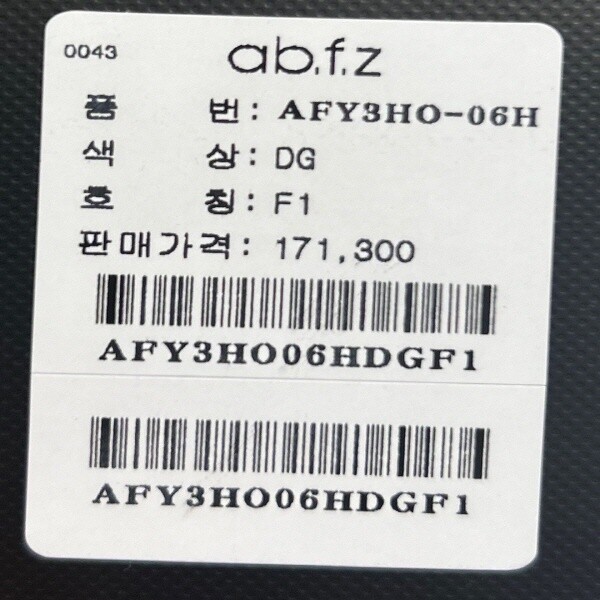 0043
ab.f.z
품 번: AFY3HO-06H
색 상: DG
호 칭: F1
판매가격: 171,300
AFY3HO06HDGF1
AFY3HO06HDGF1